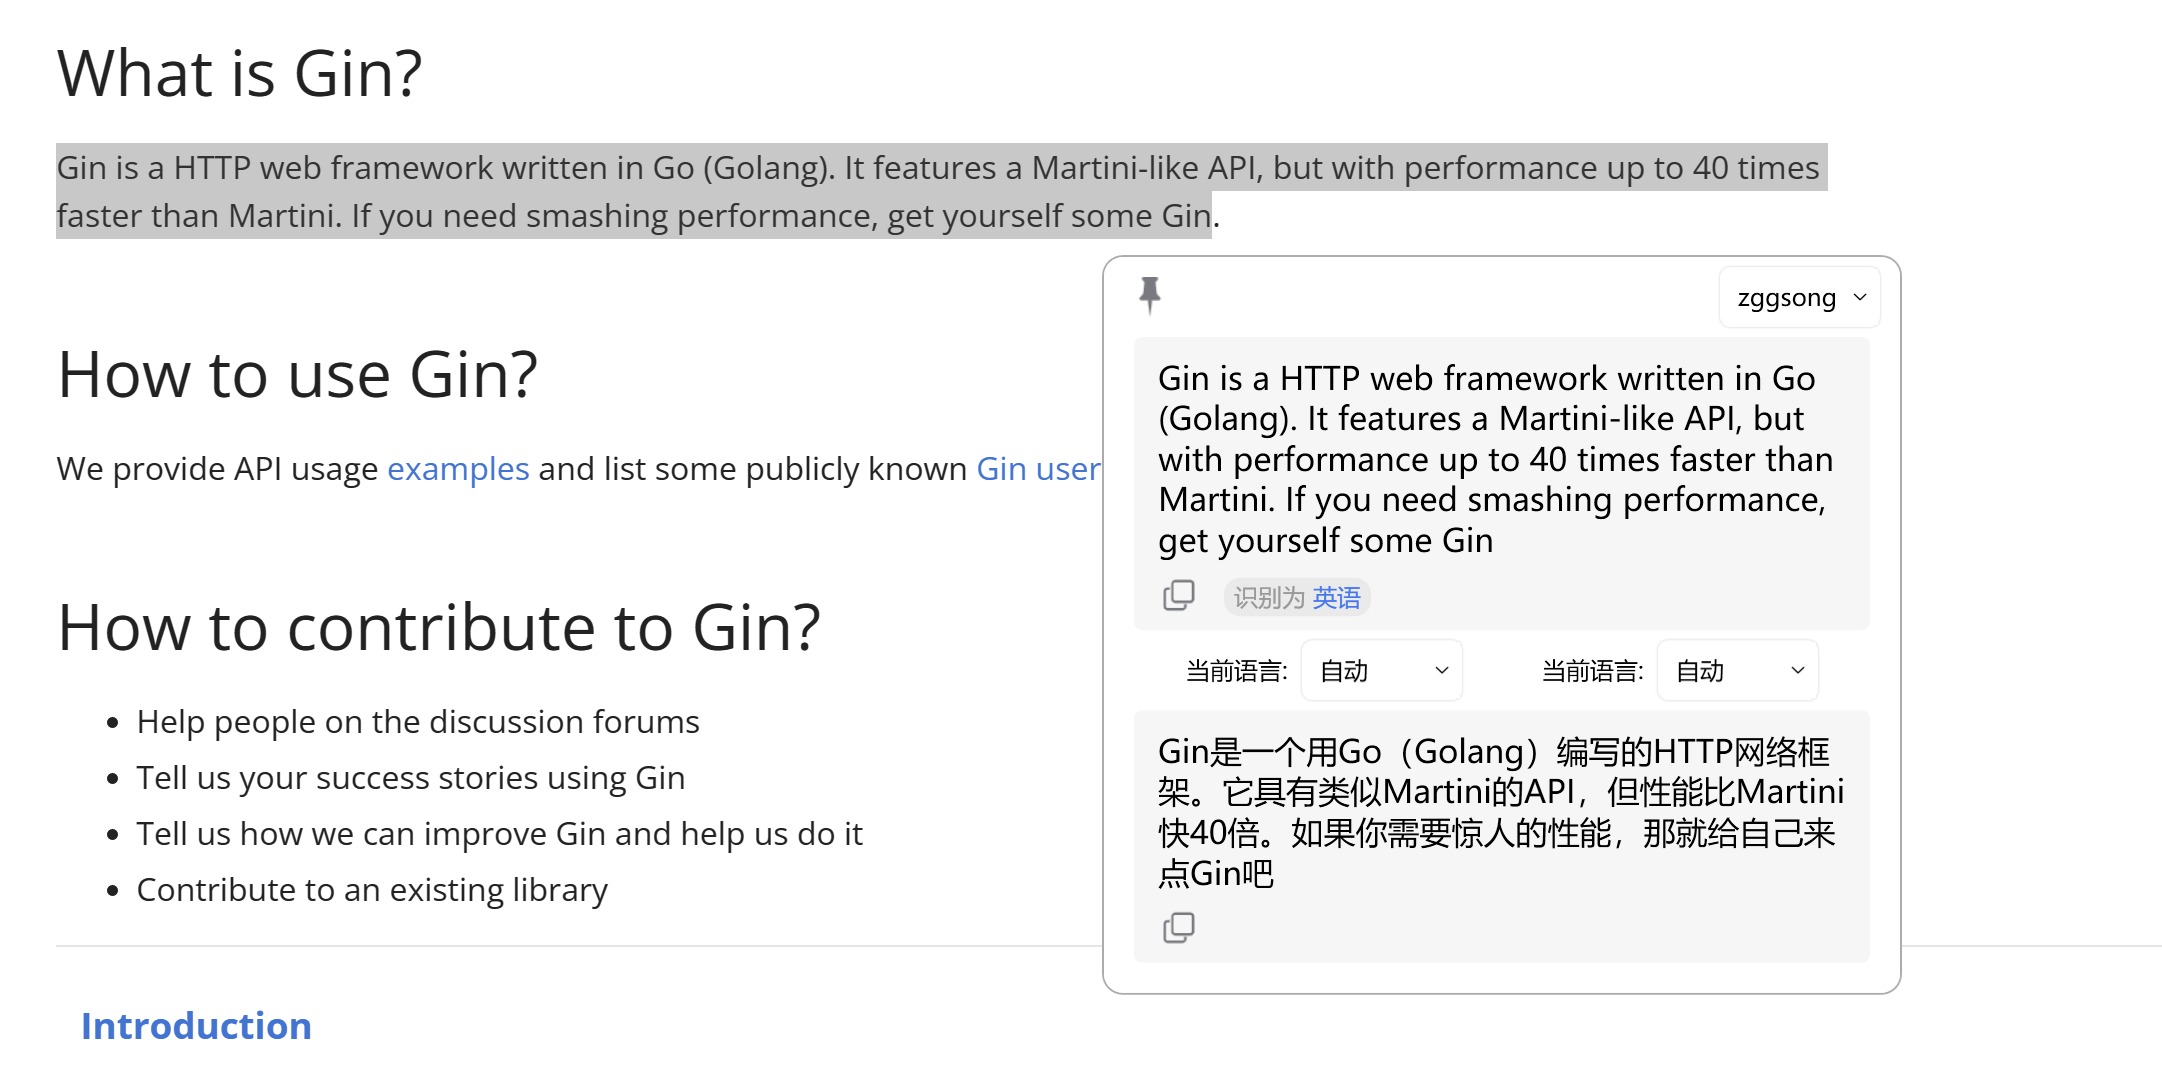 What is Gin?
Gin is a HTTP web framework written in Go (Golang). It features a Martini-like API, but with performance up to 40 times
faster than Martini. If you need smashing performance, get yourself some Gin.
How to use Gin?
We provide API usage examples and list some publicly known Gin user
How to contribute to Gin?
• Help people on the discussion forums
• Tell us your success stories using Gin
• Tell us how we can improve Gin and help us do it
• Contribute to an existing library
Introduction
zggsong
Gin is a HTTP web framework written in Go
(Golang). It features a Martini-like API, but
with performance up to 40 times faster than
Martini. If you need smashing performance,
get yourself some Gin
识别为 英语
当前语言: 自动 当前语言: 自动
Gin是一个用Go（Golang）编写的HTTP网络框
架。它具有类似Martini的API，但性能比Martini
快40倍。如果你需要惊人的性能，那就给自己来
点Gin吧